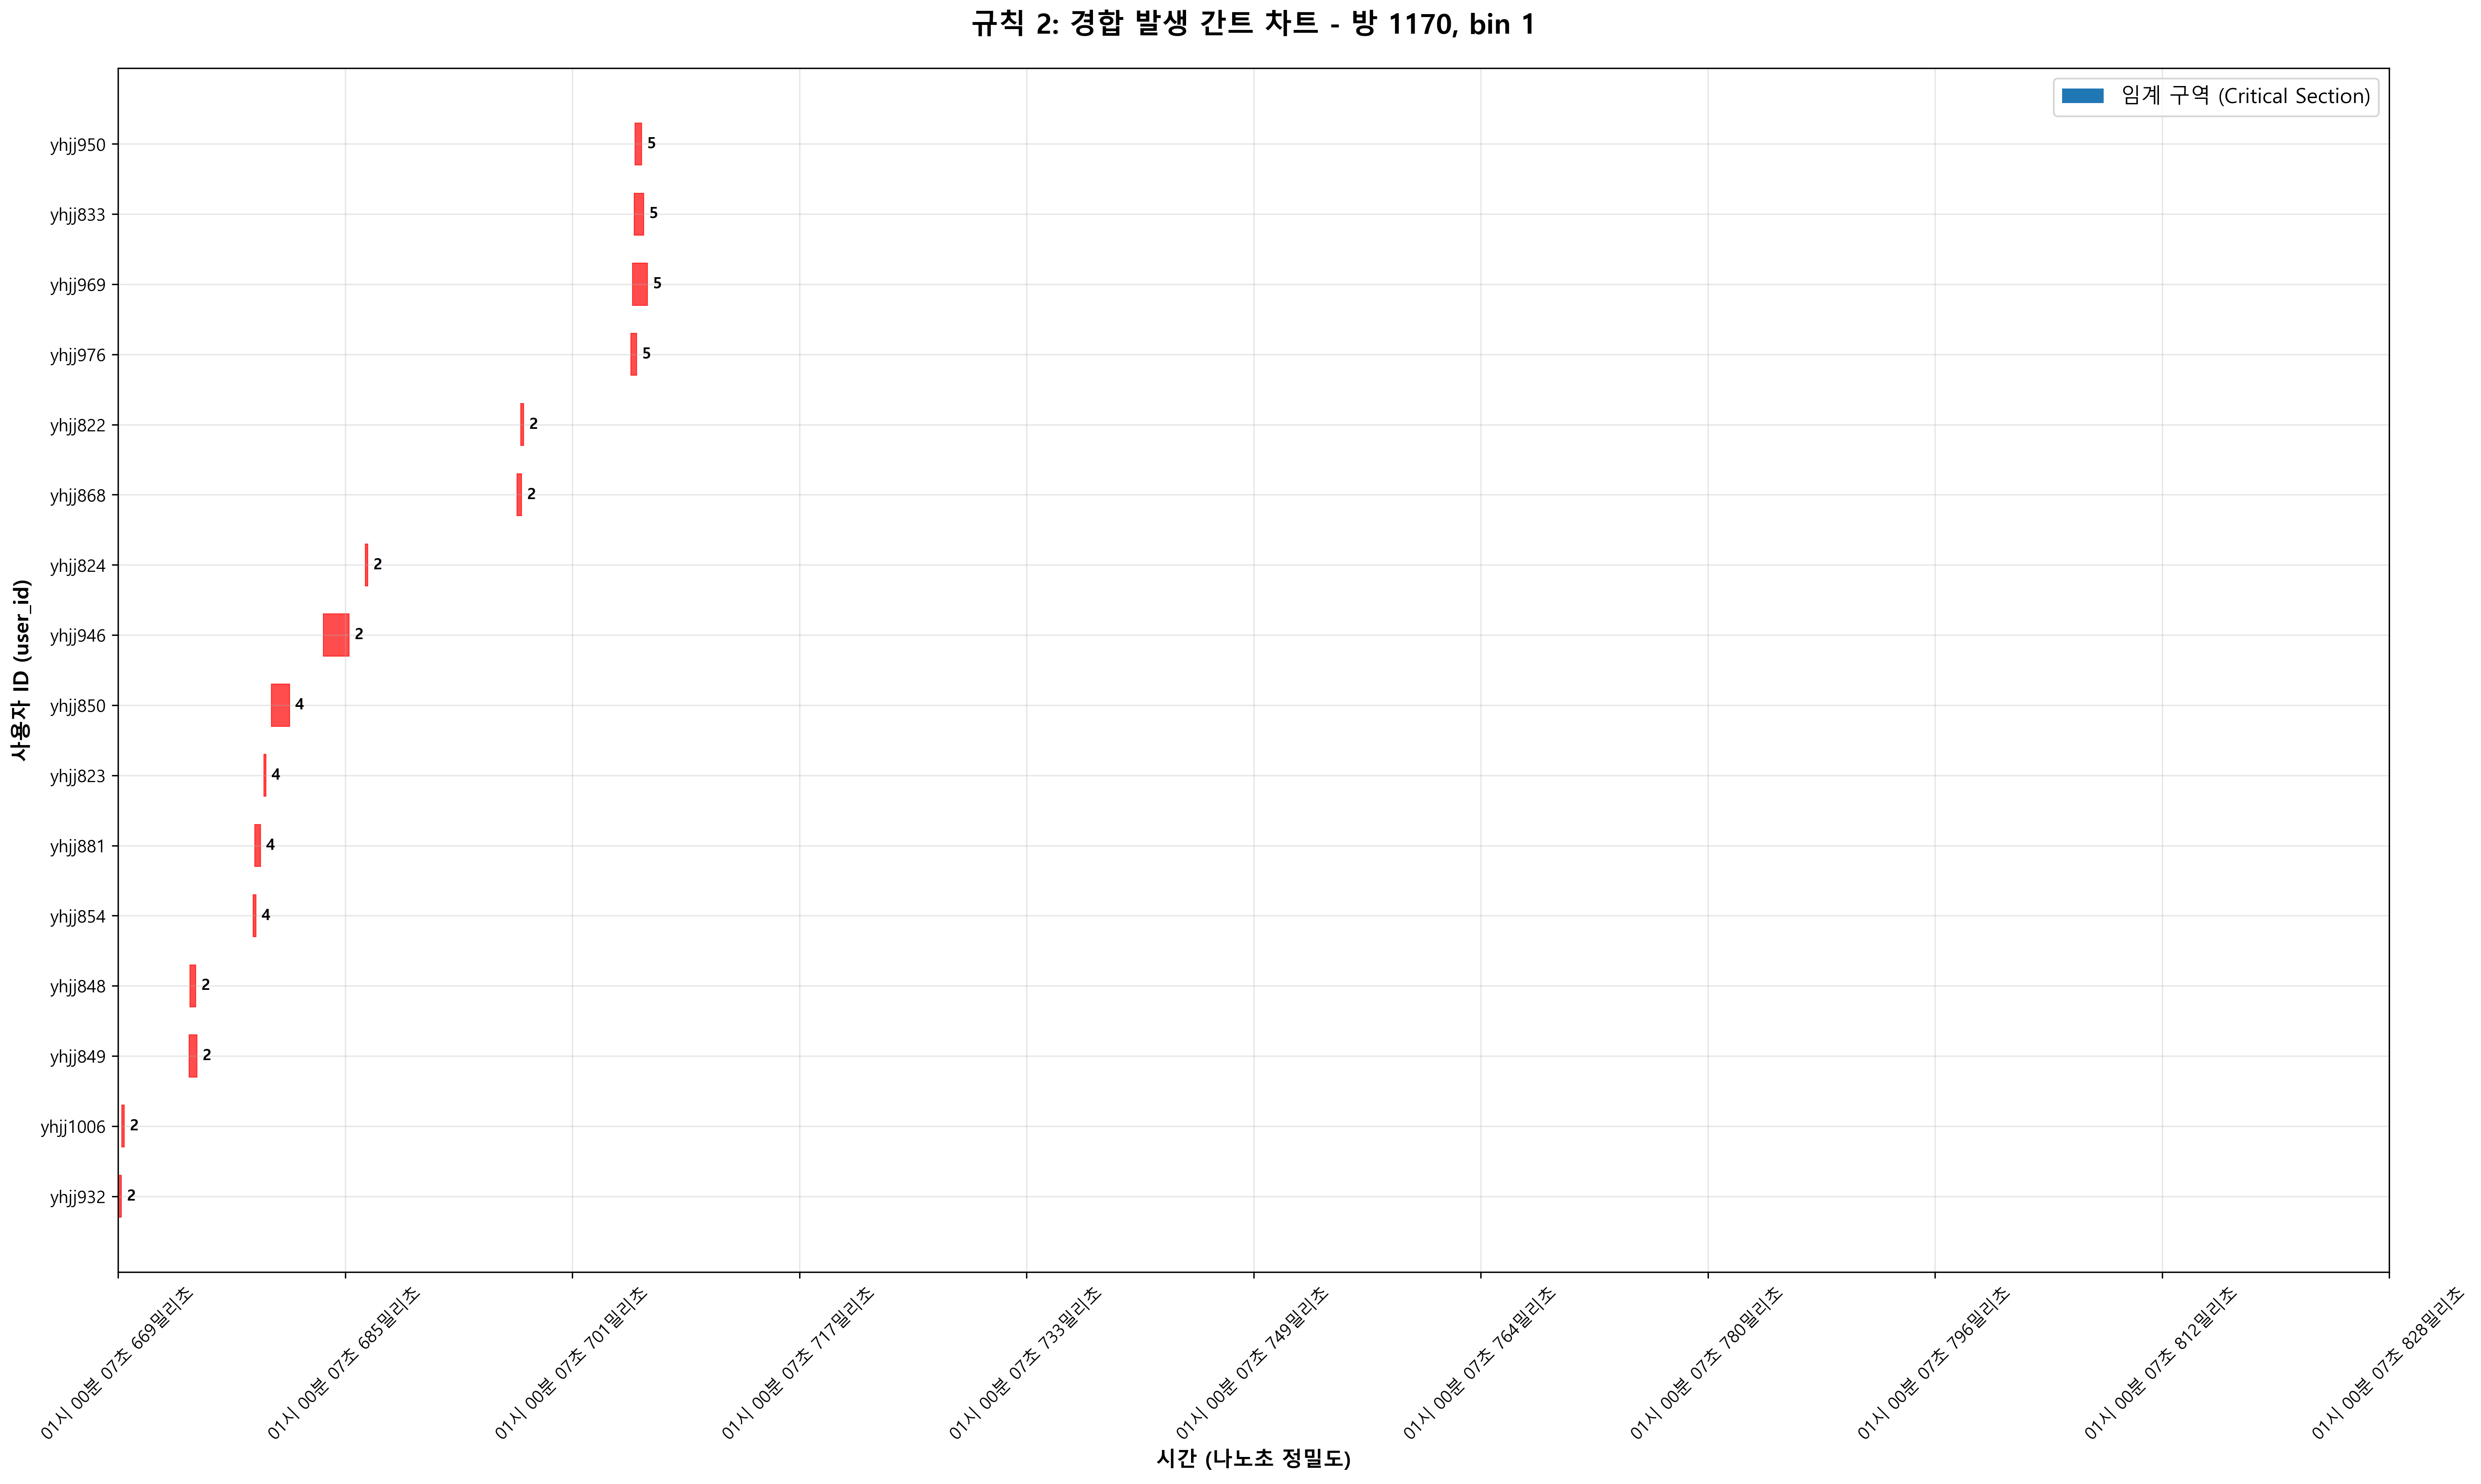 규칙 2: 경합 발생 간트 차트 - 방 1170, bin 1
임계 구역 (Critical Section)
사용자 ID (user_id)
yhjj950 5
yhjj833 5
yhjj969 5
yhjj976 5
yhjj822 2
yhjj868 2
yhjj824 2
yhjj946 2
yhjj850 4
yhjj823 4
yhjj881 4
yhjj854 4
yhjj848 2
yhjj849 2
yhjj1006 2
yhjj932 2
01시 00분 07초 669밀리초
01시 00분 07초 685밀리초
01시 00분 07초 701밀리초
01시 00분 07초 717밀리초
01시 00분 07초 733밀리초
01시 00분 07초 749밀리초
01시 00분 07초 764밀리초
01시 00분 07초 780밀리초
01시 00분 07초 796밀리초
01시 00분 07초 812밀리초
01시 00분 07초 828밀리초
시간 (나노초 정밀도)